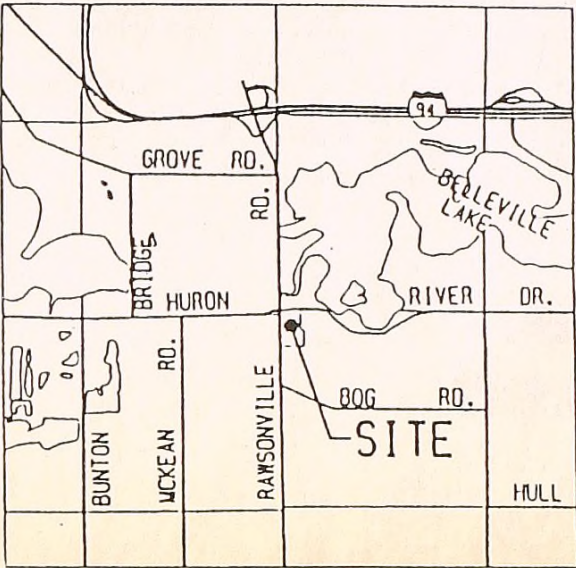 94
GROVE RD.
BELLEVILLE
LAKE
RD.
BRIDGE
HURON
RIVER DR.
RD.
RAWSONVILLE
BOG RD.
SITE
BUNTON
MCKEAN
HULL